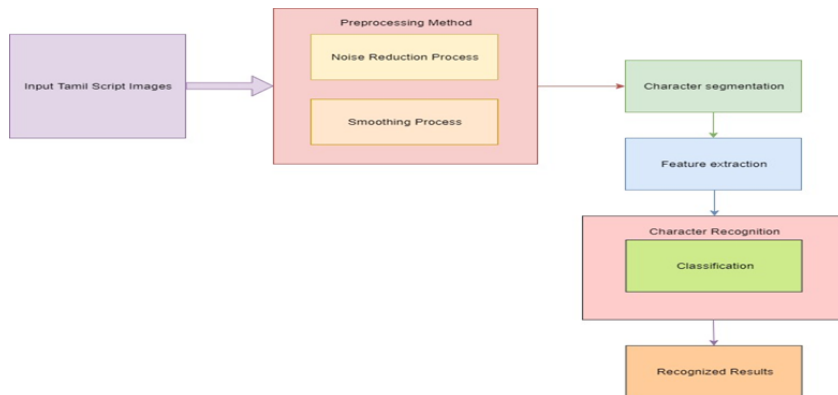 Preprocessing Method
Noise Reduction Process
Input Tamil Script Images
Smoothing Process
Character segmentation
Feature extraction
Character Recognition
Classification
Recognized Results